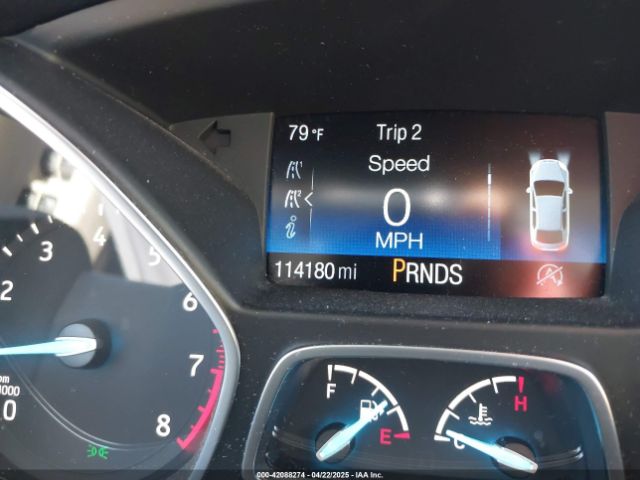 79 °F
Trip 2
Speed
0
MPH
114180 mi
PRNDS
2
3
4
5
6
7
8
0
F
E
H
C
000-42088274 - 04/22/2025 - IAA Inc.